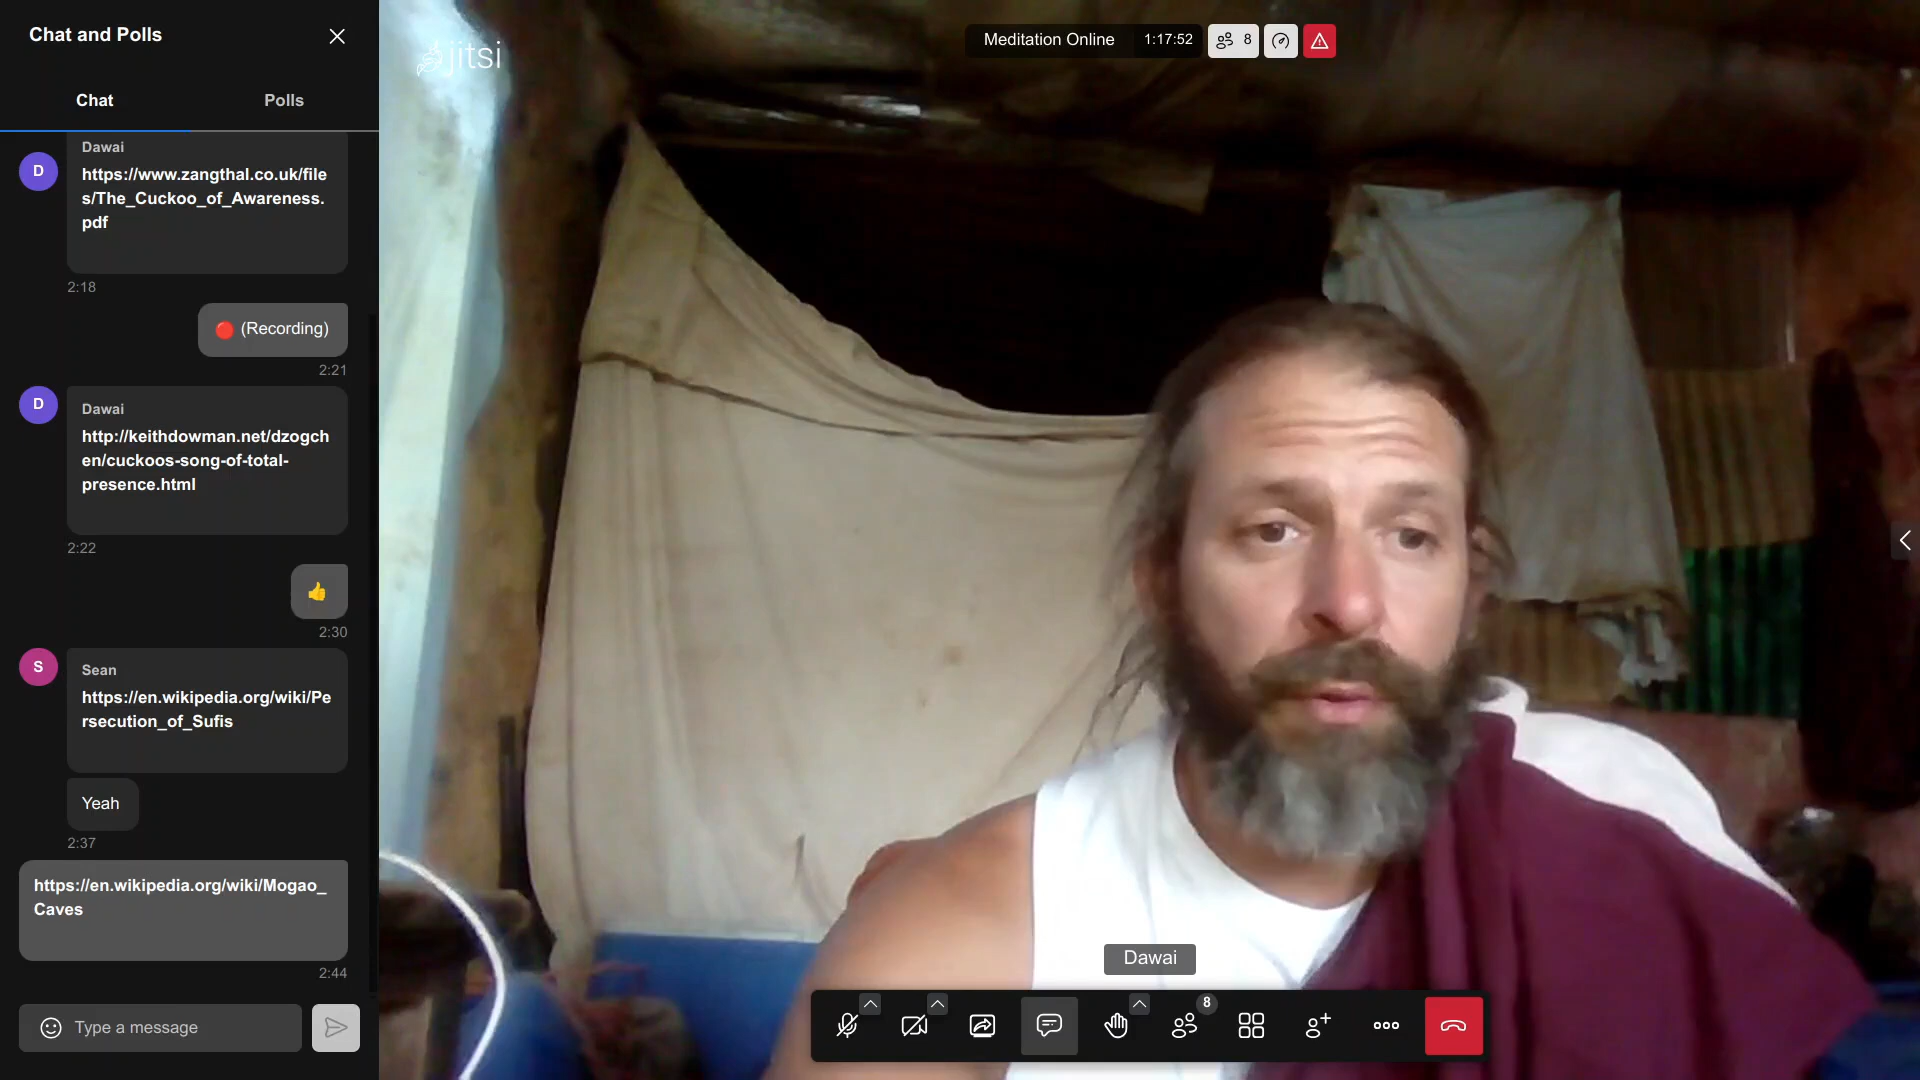 Chat and Polls
Chat
Polls
Dawai
https://www.zangthal.co.uk/file
s/The_Cuckoo_of_Awareness.
pdf
2:18
🔴 (Recording)
2:21
Dawai
http://keithdowman.net/dzogch
en/cuckoos-song-of-total-
presence.html
2:22
👍
2:30
Sean
https://en.wikipedia.org/wiki/Pe
rsecution_of_Sufis
Yeah
2:37
https://en.wikipedia.org/wiki/Mogao_
Caves
2:44
Type a message
D
D
S
jitsi
Meditation Online
1:17:52
8
Dawai
8